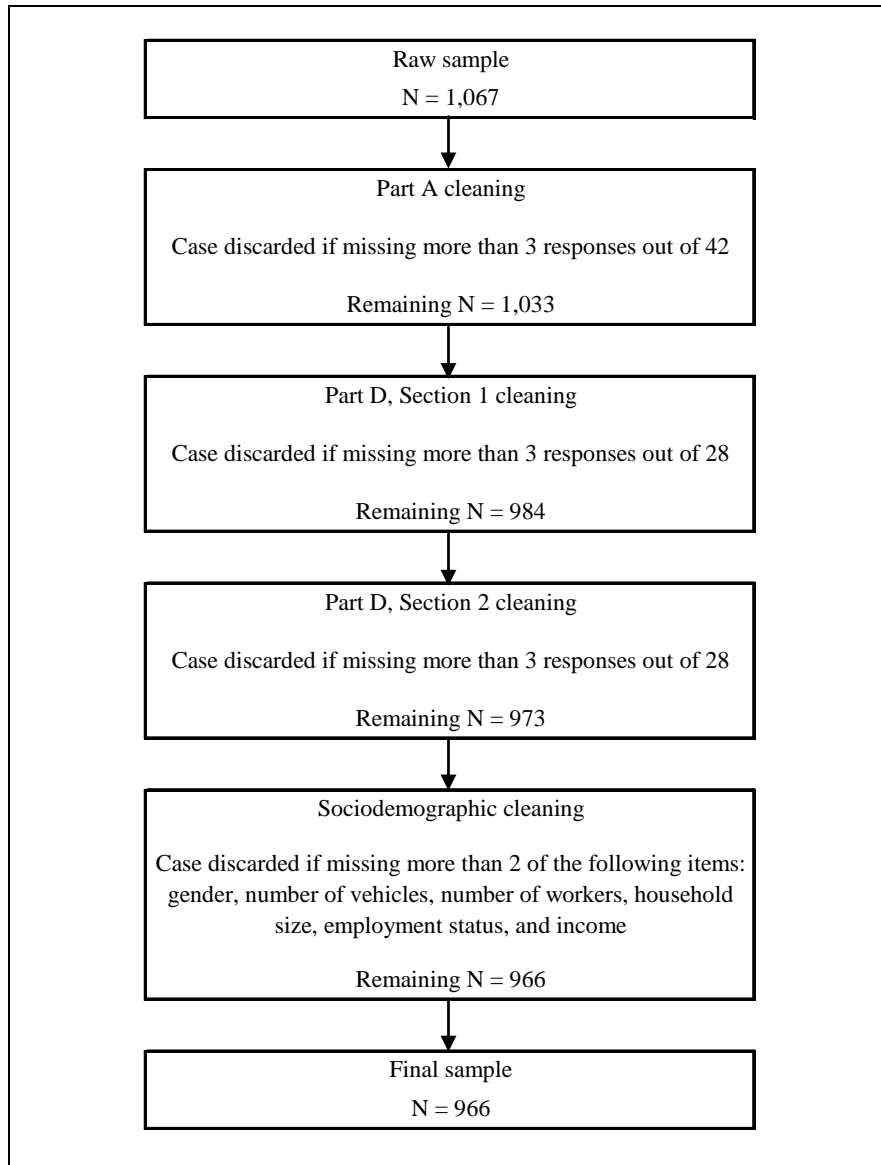 Raw sample
N = 1,067
Part A cleaning
Case discarded if missing more than 3 responses out of 42
Remaining N = 1,033
Part D, Section 1 cleaning
Case discarded if missing more than 3 responses out of 28
Remaining N = 984
Part D, Section 2 cleaning
Case discarded if missing more than 3 responses out of 28
Remaining N = 973
Sociodemographic cleaning
Case discarded if missing more than 2 of the following items:
gender, number of vehicles, number of workers, household
size, employment status, and income
Remaining N = 966
Final sample
N = 966